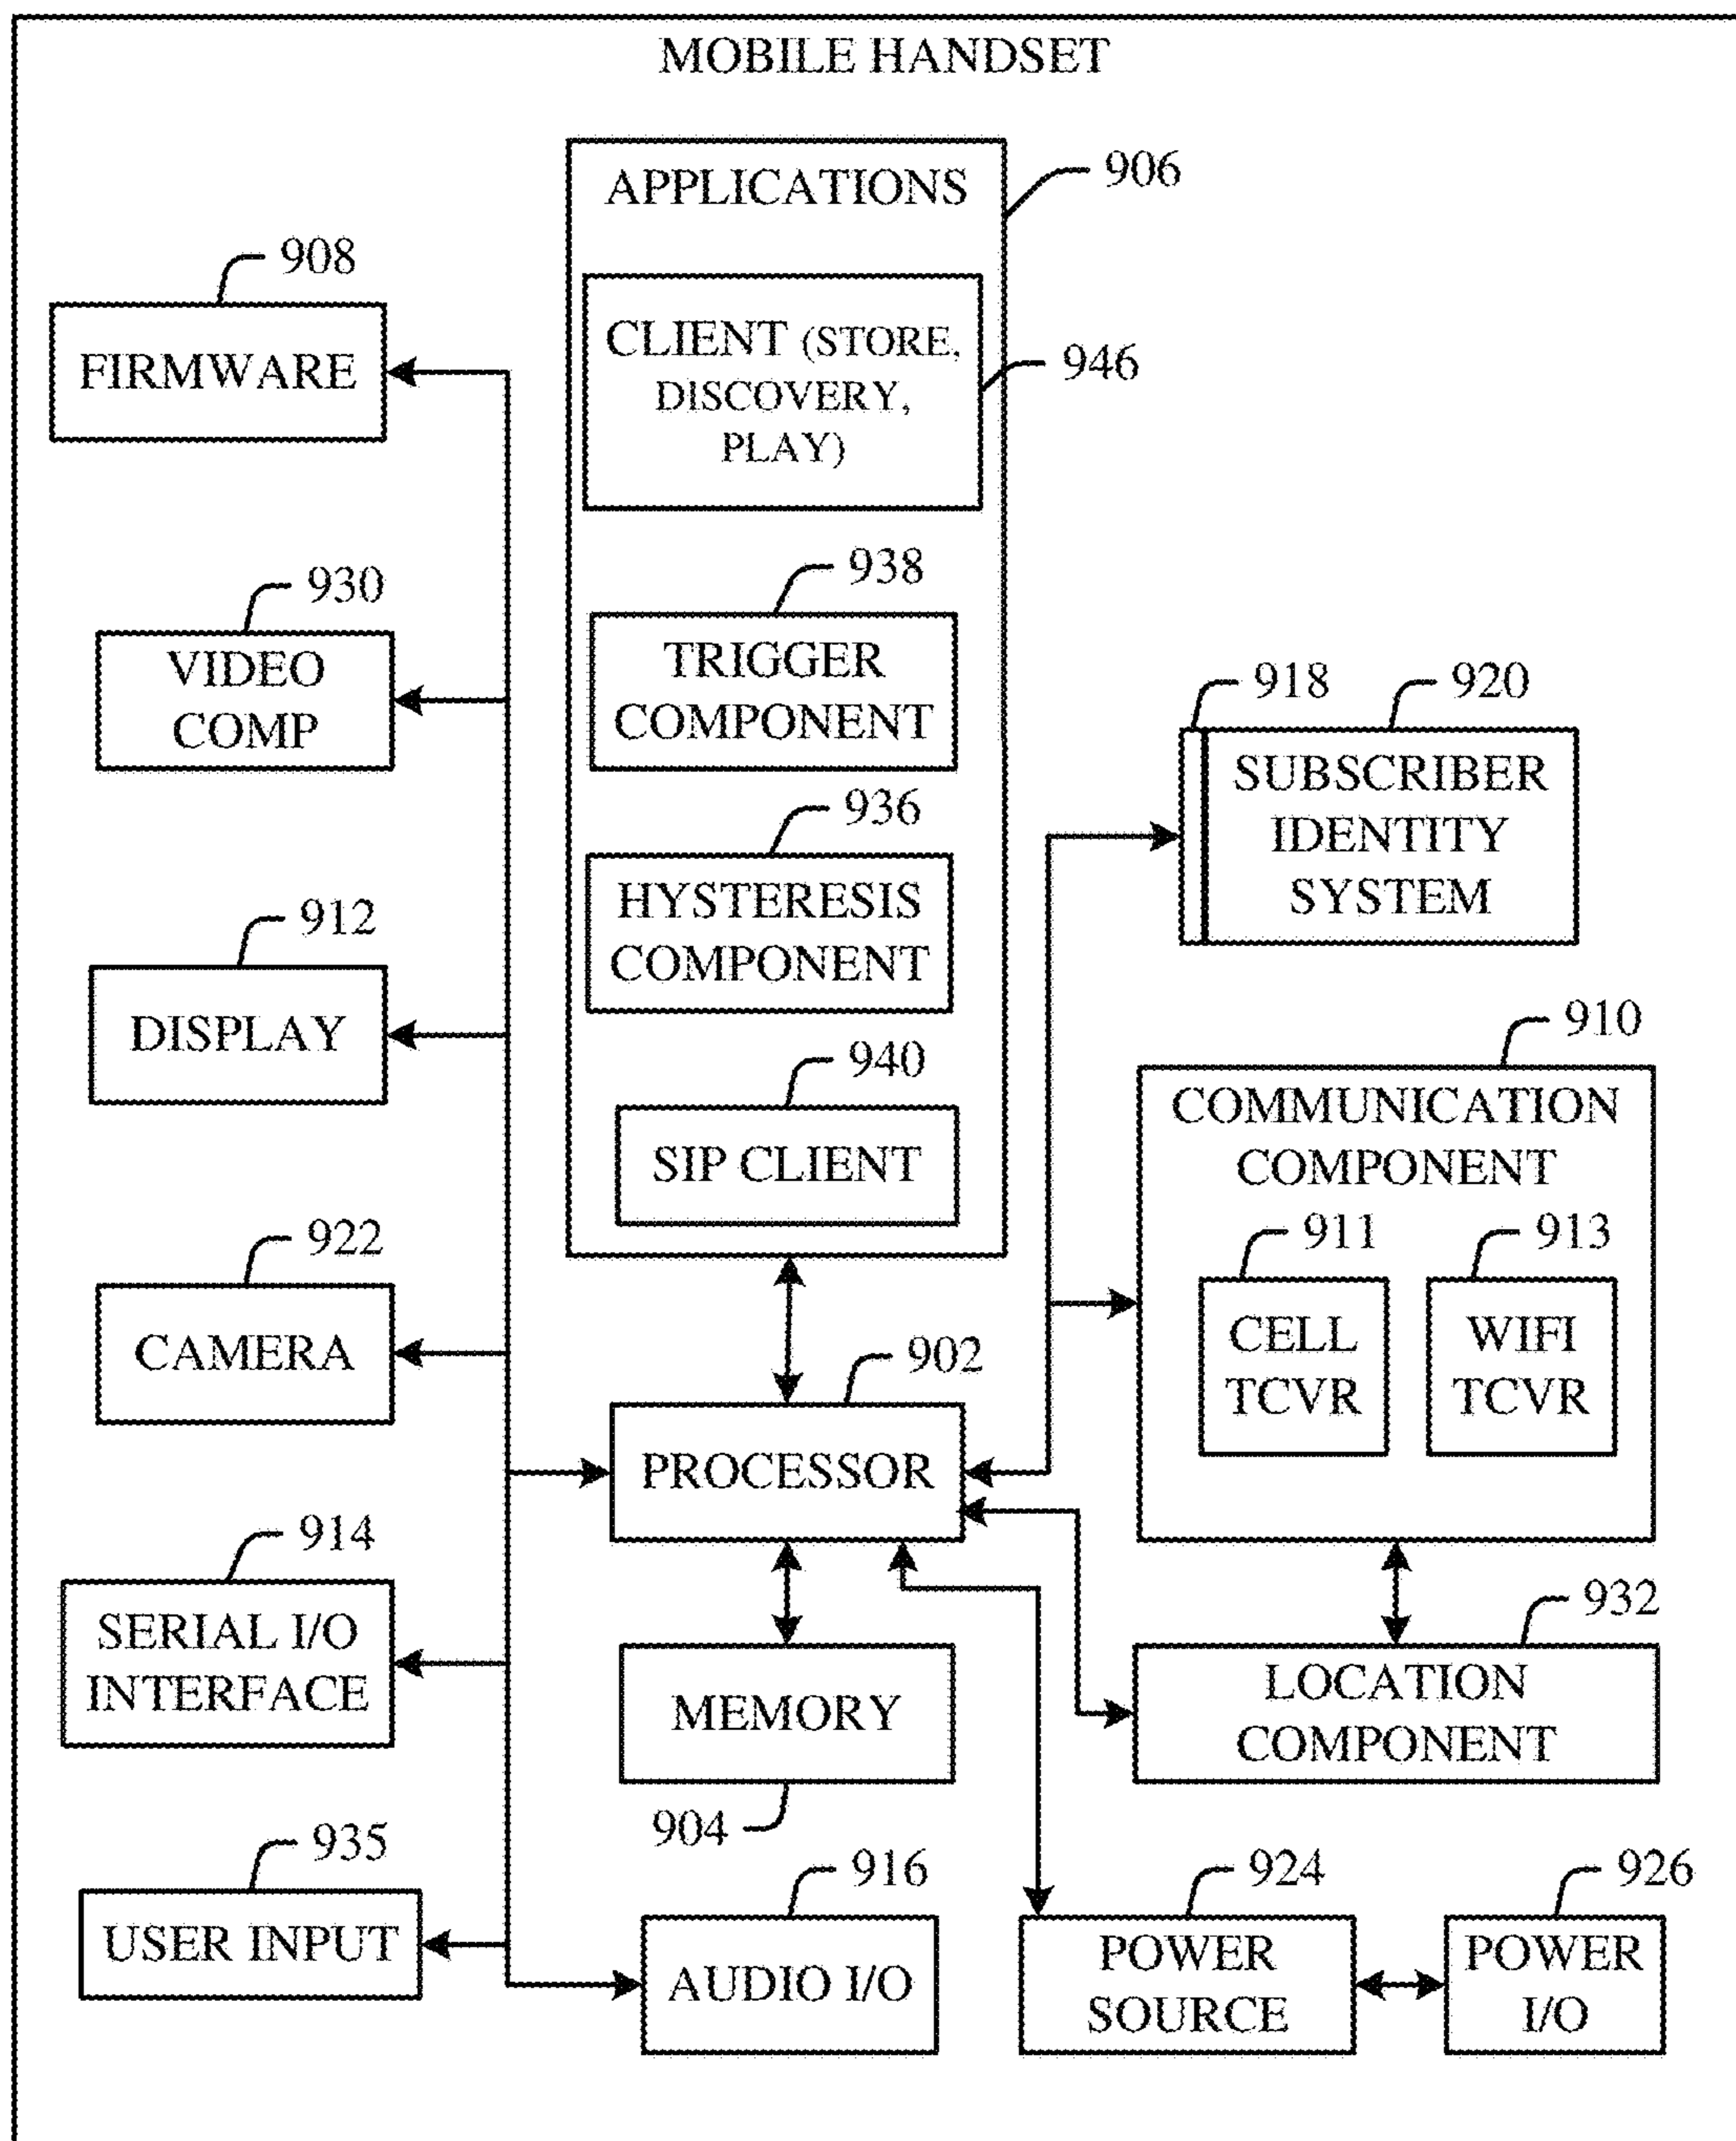 MOBILE HANDSET
APPLICATIONS
906
CLIENT (STORE,
DISCOVERY,
PLAY)
946
938
TRIGGER
COMPONENT
936
HYSTERESIS
COMPONENT
940
SIP CLIENT
908
FIRMWARE
930
VIDEO
COMP
912
DISPLAY
922
CAMERA
914
SERIAL I/O
INTERFACE
935
USER INPUT
902
PROCESSOR
MEMORY
904
916
AUDIO I/O
918
920
SUBSCRIBER
IDENTITY
SYSTEM
910
COMMUNICATION
COMPONENT
911
CELL
TCVR
913
WIFI
TCVR
932
LOCATION
COMPONENT
924
POWER
SOURCE
926
POWER
I/O